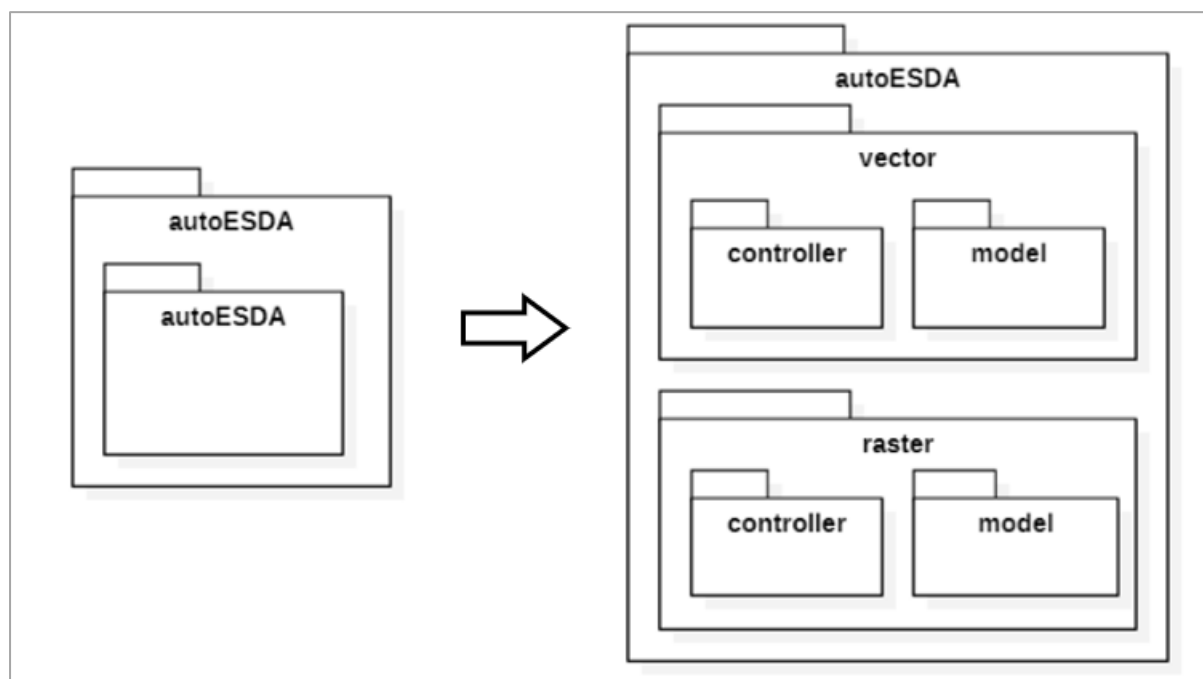 autoESDA
autoESDA
autoESDA
vector
controller
model
raster
controller
model